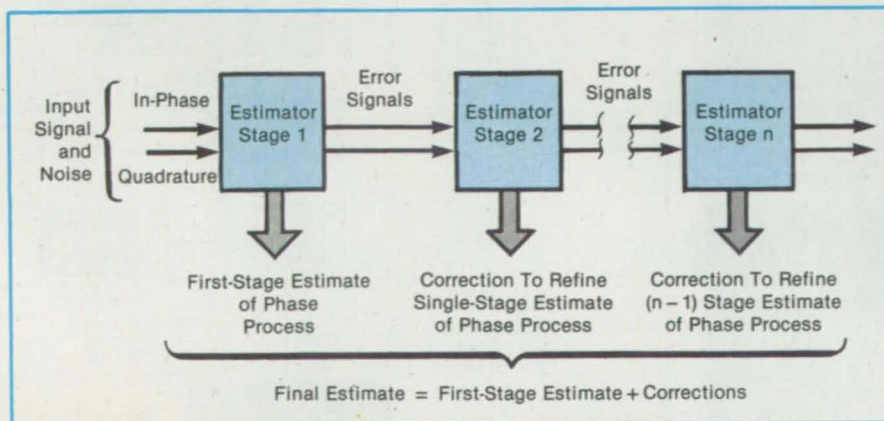 Input
Signal
and
Noise
In-Phase
Quadrature
Estimator
Stage 1
Error
Signals
Estimator
Stage 2
Error
Signals
Estimator
Stage n
First-Stage Estimate
of Phase
Process
Correction To Refine
Single-Stage Estimate
of Phase Process
Correction To Refine
(n – 1) Stage Estimate
of Phase Process
Final Estimate = First-Stage Estimate + Corrections